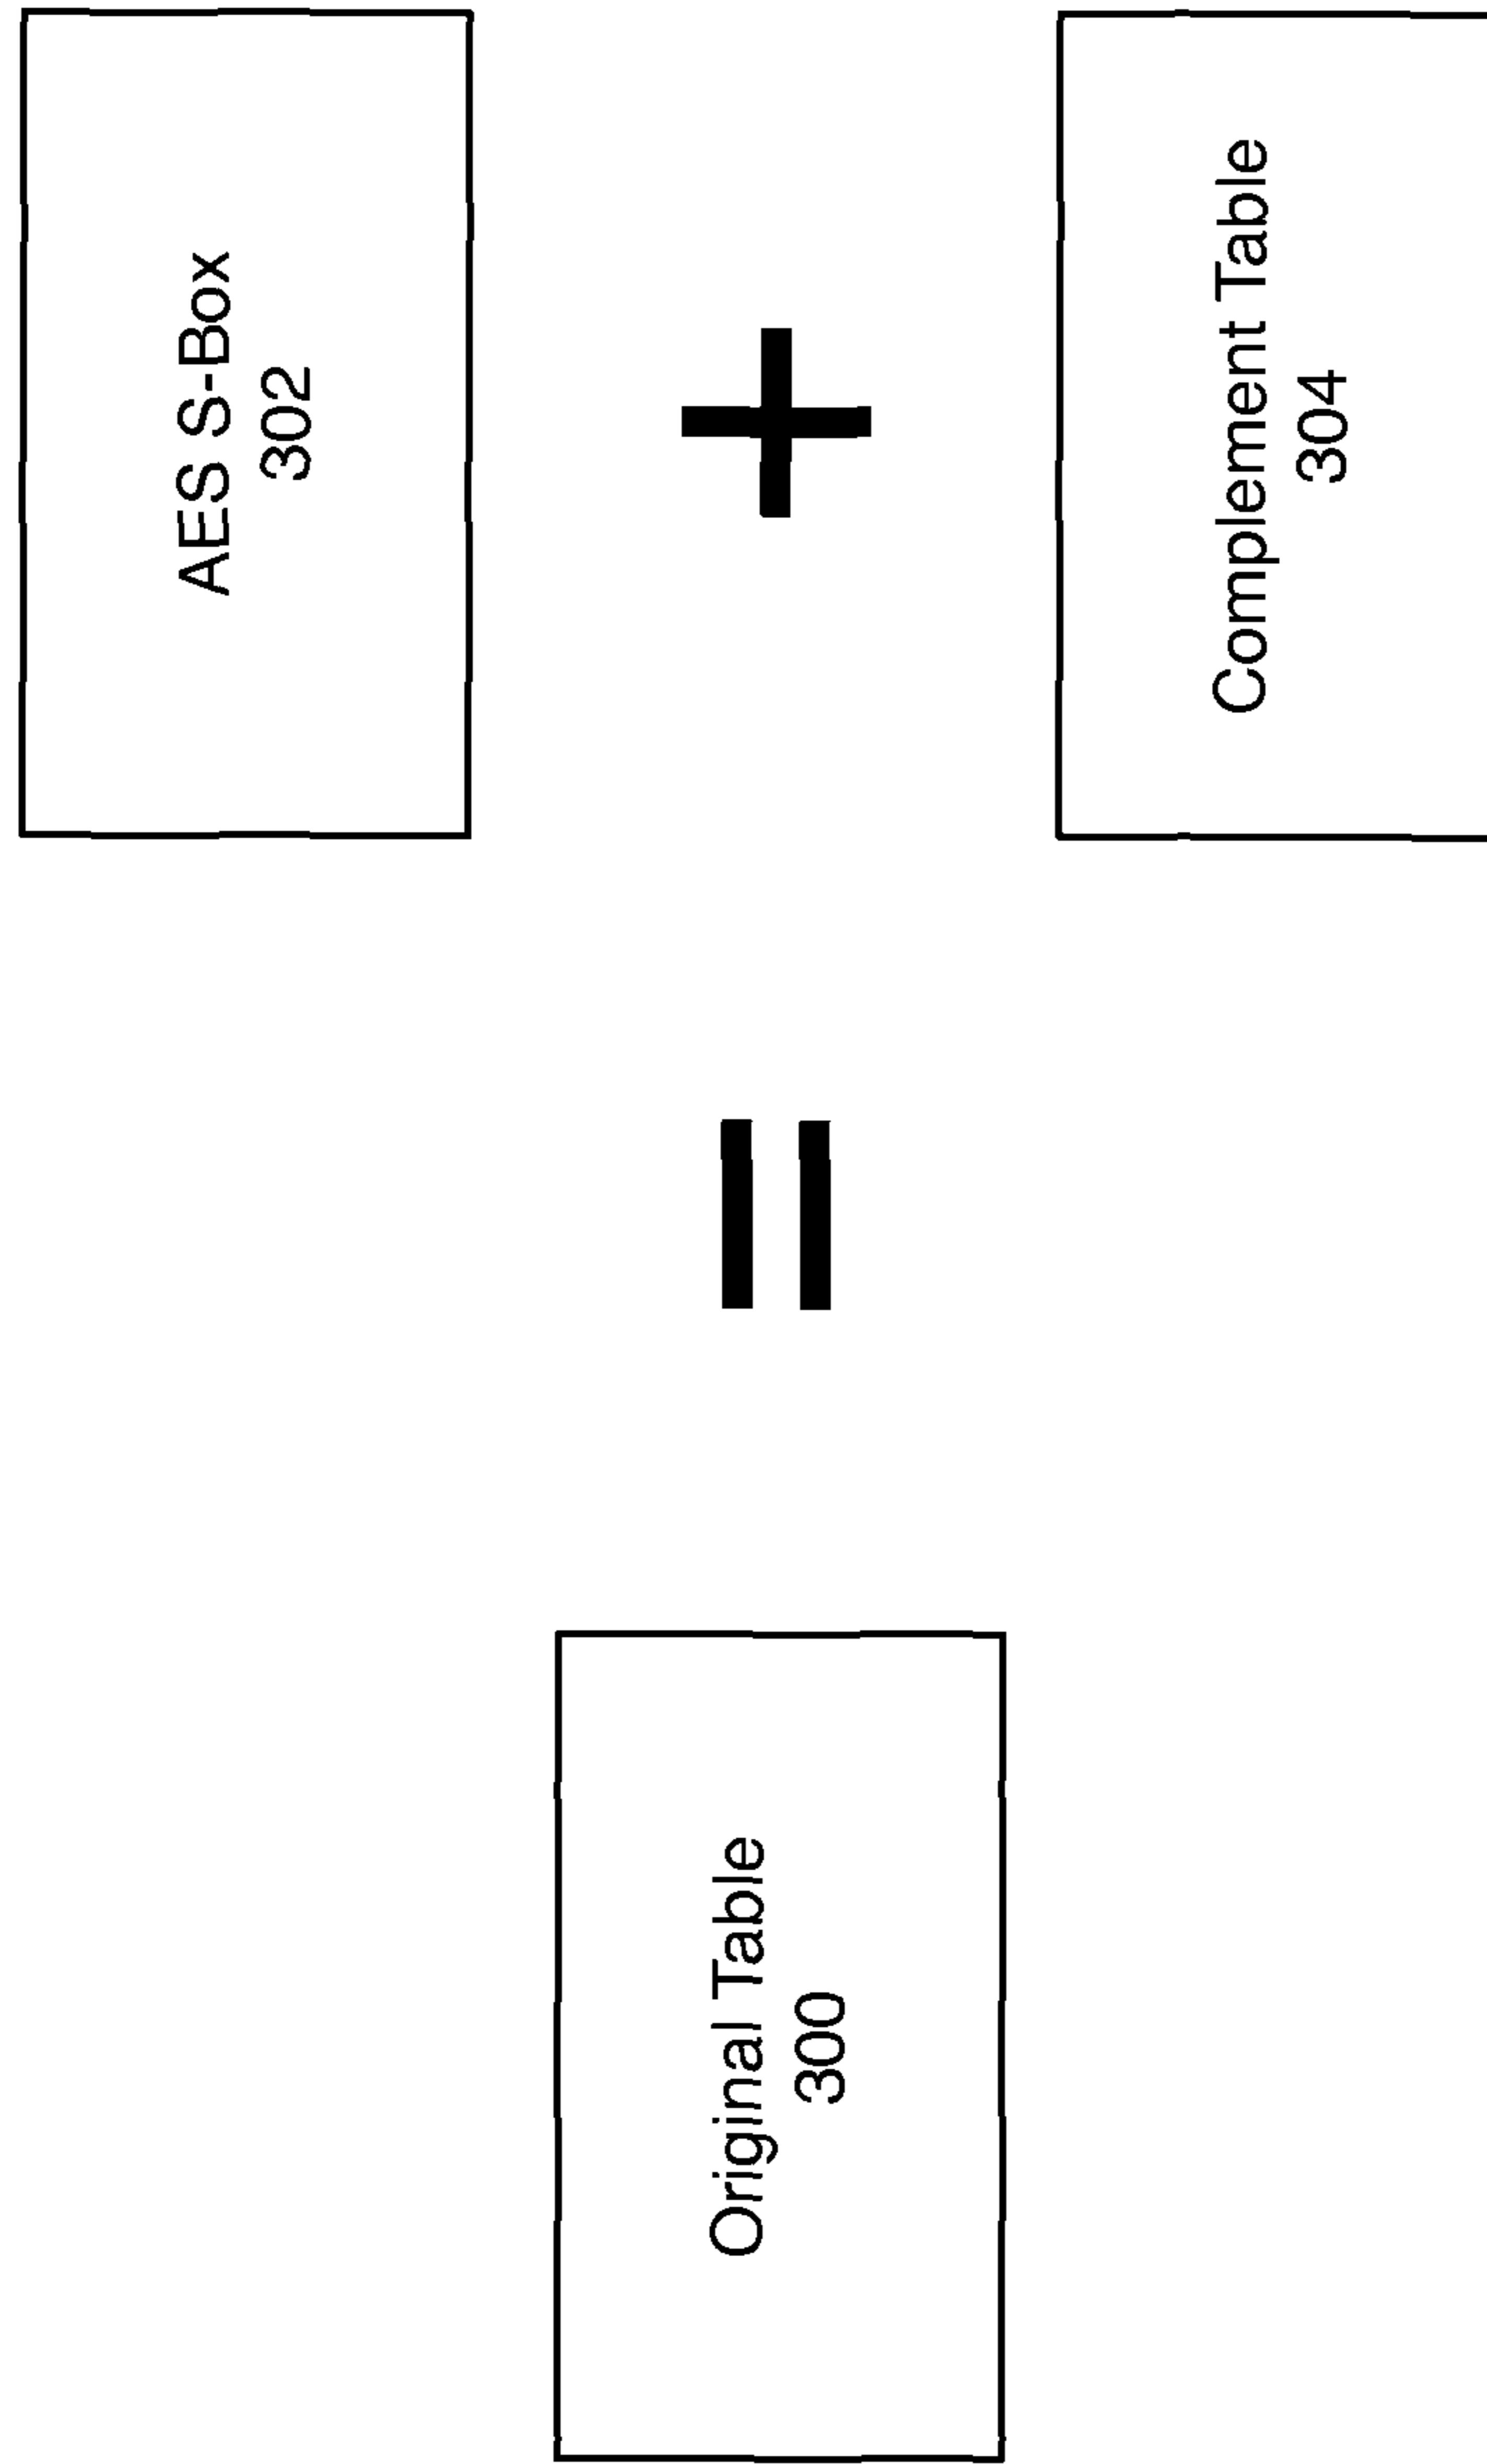 Original Table
300
=
AES S-Box
302
+
Complement Table
304